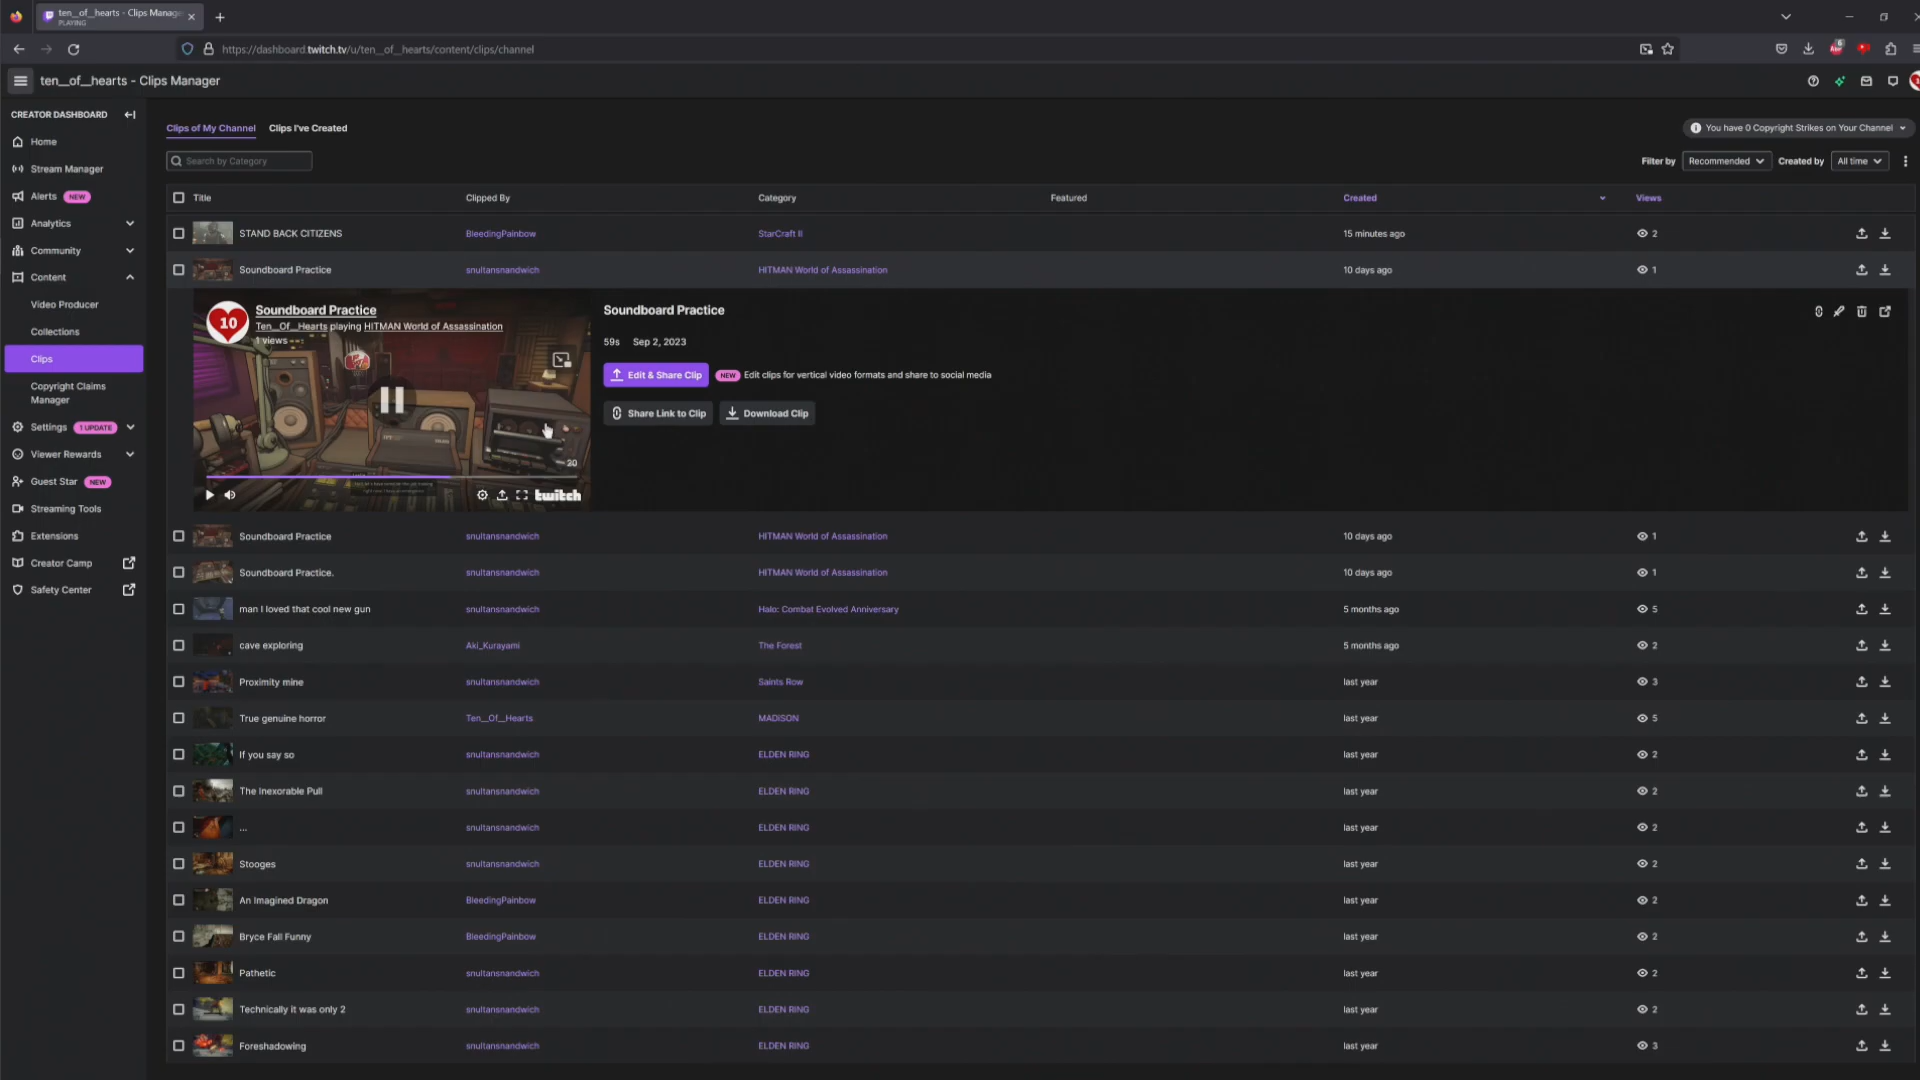 ten__of__hearts - Clips Manage
PLAYING
https://dashboard.twitch.tv/u/ten__of__hearts/content/clips/channel
ten__of__hearts - Clips Manager
CREATOR DASHBOARD
Home
Stream Manager
Alerts NEW
Analytics
Community
Content
Video Producer
Collections
Clips
Copyright Claims
Manager
Settings 1 UPDATE
Viewer Rewards
Guest Star NEW
Streaming Tools
Extensions
Creator Camp
Safety Center
Clips of My Channel Clips I've Created
You have 0 Copyright Strikes on Your Channel
Search by Category
Filter by Recommended Created by All time
Title Clipped By Category Featured Created Views
STAND BACK CITIZENS BleedingPainbow StarCraft II 15 minutes ago 2
Soundboard Practice snultansnandwich HITMAN World of Assassination 10 days ago 1
10
Soundboard Practice
Ten__Of__Hearts playing HITMAN World of Assassination
1 views
20
twitch
Soundboard Practice
59s Sep 2, 2023
Edit & Share Clip NEW Edit clips for vertical video formats and share to social media
Share Link to Clip Download Clip
Soundboard Practice snultansnandwich HITMAN World of Assassination 10 days ago 1
Soundboard Practice. snultansnandwich HITMAN World of Assassination 10 days ago 1
man I loved that cool new gun snultansnandwich Halo: Combat Evolved Anniversary 5 months ago 5
cave exploring Aki_Kurayami The Forest 5 months ago 2
Proximity mine snultansnandwich Saints Row last year 3
True genuine horror Ten__Of__Hearts MADiSON last year 5
If you say so snultansnandwich ELDEN RING last year 2
The Inexorable Pull snultansnandwich ELDEN RING last year 2
... snultansnandwich ELDEN RING last year 2
Stooges snultansnandwich ELDEN RING last year 2
An Imagined Dragon BleedingPainbow ELDEN RING last year 2
Bryce Fall Funny BleedingPainbow ELDEN RING last year 2
Pathetic snultansnandwich ELDEN RING last year 2
Technically it was only 2 snultansnandwich ELDEN RING last year 2
Foreshadowing snultansnandwich ELDEN RING last year 3